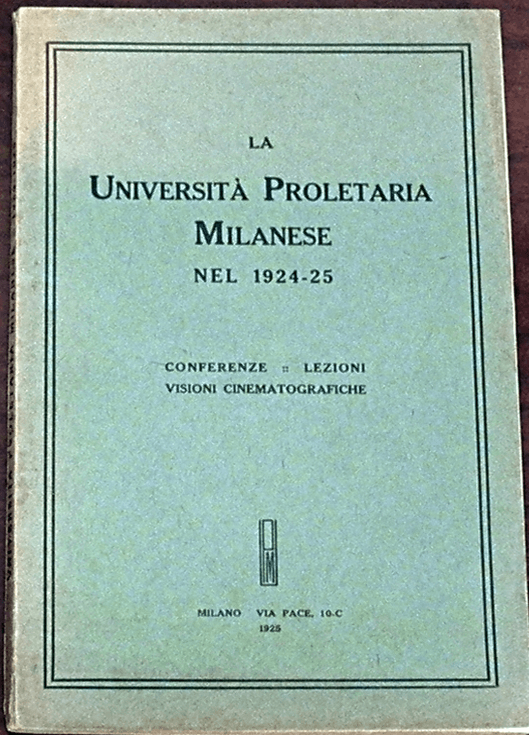 LA
UNIVERSITÀ PROLETARIA
MILANESE
NEL 1924-25
CONFERENZE :: LEZIONI
VISIONI CINEMATOGRAFICHE
MILANO VIA PACE, 10-C
1925